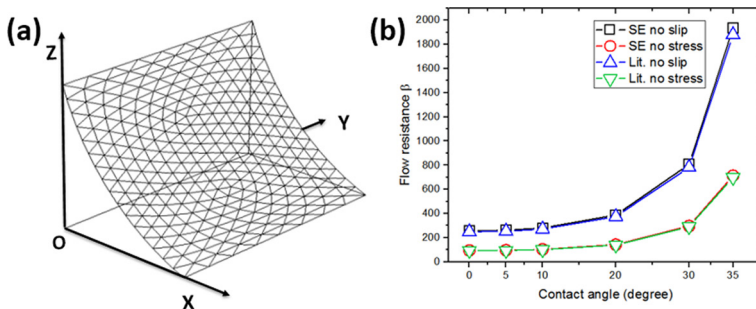 (a)
Z
Y
O
X
(b)
2000
1800
1600
1400
1200
1000
800
600
400
200
0
Flow resistance β
SE no slip
SE no stress
Lit. no slip
Lit. no stress
0 5 10 20 30 35
Contact angle (degree)